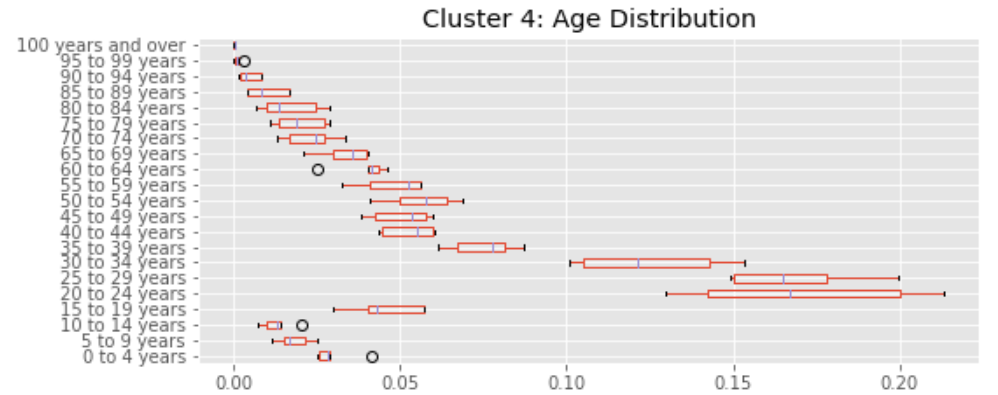 Cluster 4: Age Distribution
100 years and over
95 to 99 years
90 to 94 years
85 to 89 years
80 to 84 years
75 to 79 years
70 to 74 years
65 to 69 years
60 to 64 years
55 to 59 years
50 to 54 years
45 to 49 years
40 to 44 years
35 to 39 years
30 to 34 years
25 to 29 years
20 to 24 years
15 to 19 years
10 to 14 years
5 to 9 years
0 to 4 years
0.00 0.05 0.10 0.15 0.20